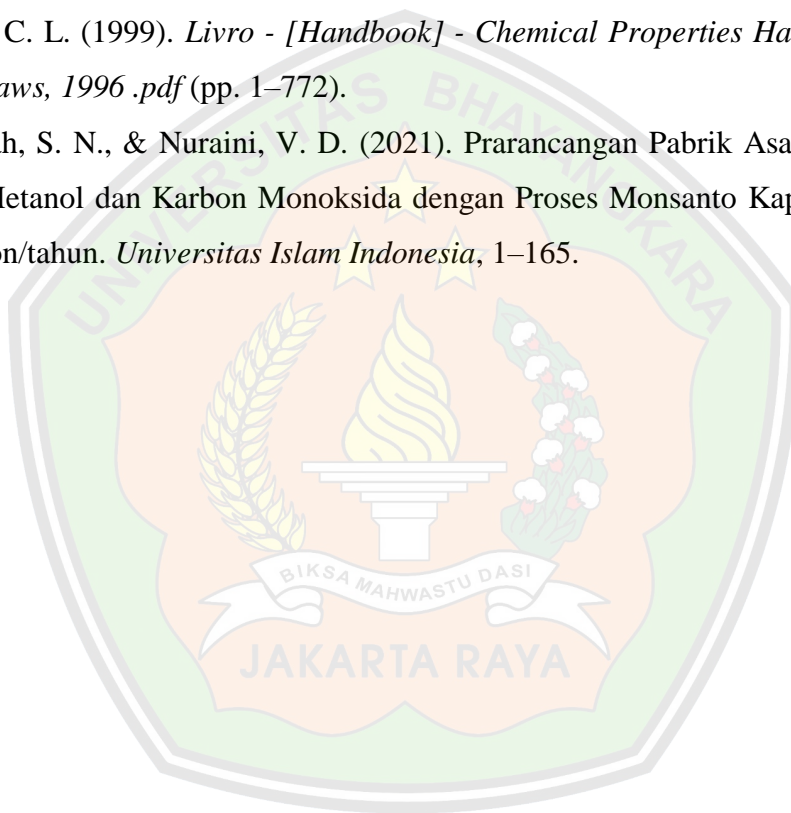 C. L. (1999). Livro - [Handbook] - Chemical Properties Ha
aws, 1996 .pdf (pp. 1–772).
ah, S. N., & Nuraini, V. D. (2021). Prarancangan Pabrik Asa
Metanol dan Karbon Monoksida dengan Proses Monsanto Kap
on/tahun. Universitas Islam Indonesia, 1–165.
UNIVERSITAS BHAYANGKARA
BIKSA MAHWASTU DASI
JAKARTA RAYA